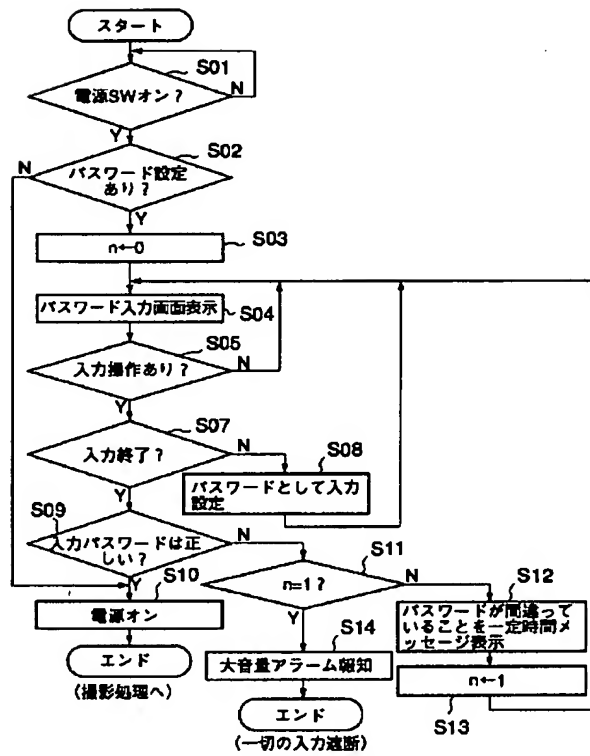 スタート
S01
電源SWオン?
N
Y
S02
N
パスワード設定
あり?
Y
n←0
S03
パスワード入力画面表示
S04
S05
入力操作あり?
N
Y
S07
入力終了?
N
Y
S08
パスワードとして入力
設定
S09
入力パスワードは正
しい?
N
Y
S10
電源オン
エンド
(撮影処理へ)
S11
n=1?
N
Y
S12
パスワードが間違って
いることを一定時間メ
ッセージ表示
n←1
S13
S14
大音量アラーム報知
エンド
(一切の入力遮断)